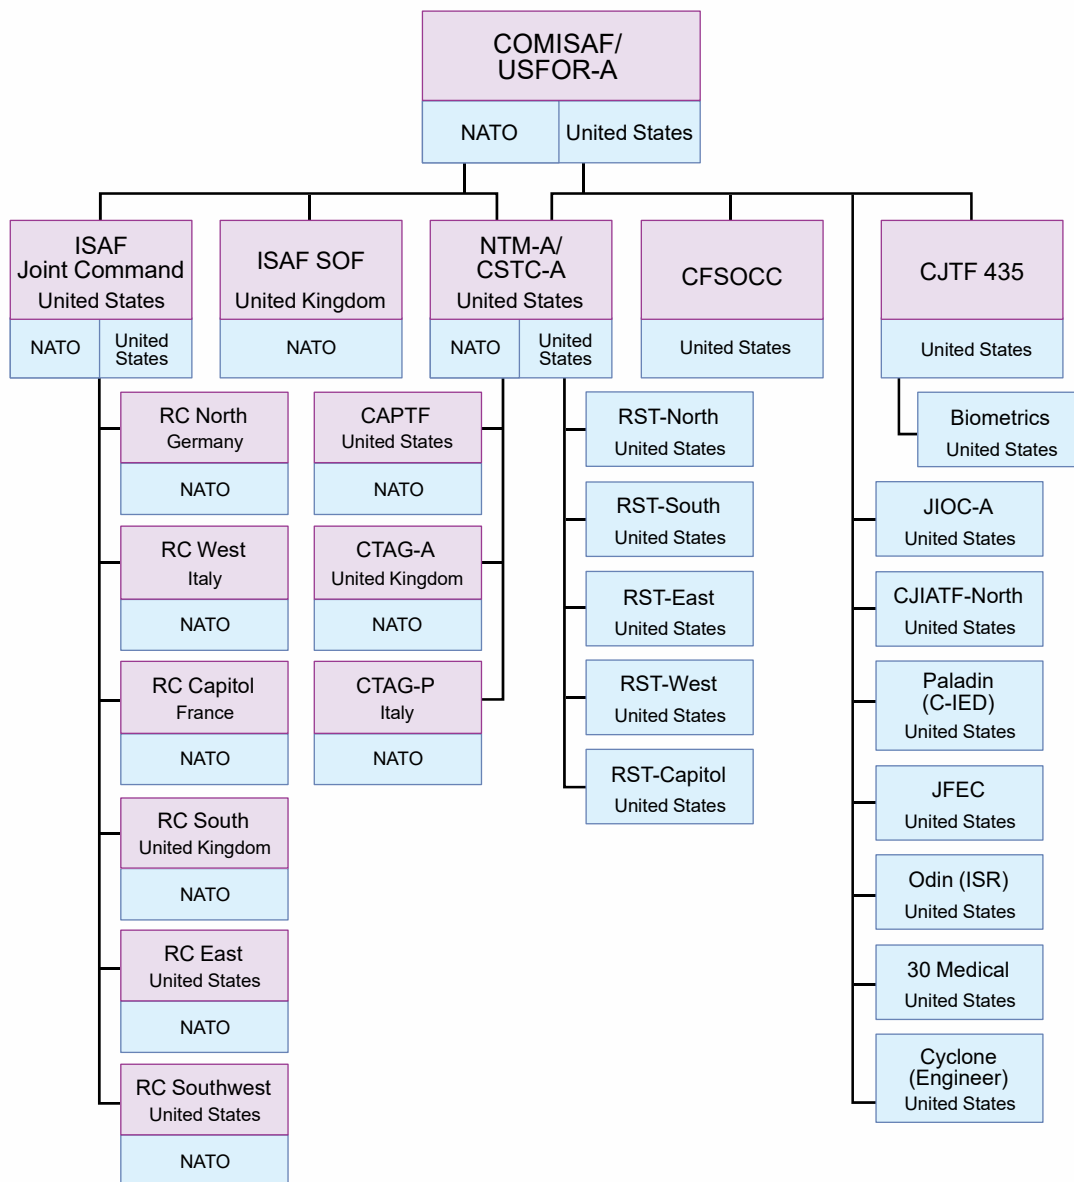 COMISAF/
USFOR-A
NATO
United States
ISAF
Joint Command
United States
NATO
United
States
ISAF SOF
United Kingdom
NATO
NTM-A/
CSTC-A
United States
NATO
United
States
CFSOCC
United States
CJTF 435
United States
RC North
Germany
NATO
RC West
Italy
NATO
RC Capitol
France
NATO
RC South
United Kingdom
NATO
RC East
United States
NATO
RC Southwest
United States
NATO
CAPTF
United States
NATO
CTAG-A
United Kingdom
NATO
CTAG-P
Italy
NATO
RST-North
United States
RST-South
United States
RST-East
United States
RST-West
United States
RST-Capitol
United States
Biometrics
United States
JIOC-A
United States
CJIATF-North
United States
Paladin
(C-IED)
United States
JFEC
United States
Odin (ISR)
United States
30 Medical
United States
Cyclone
(Engineer)
United States